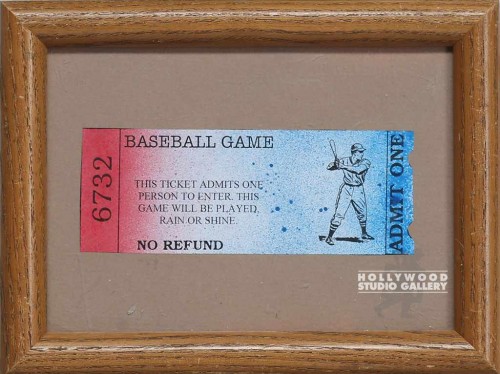 6732
BASEBALL GAME
THIS TICKET ADMITS ONE
PERSON TO ENTER. THIS
GAME WILL BE PLAYED,
RAIN OR SHINE.
NO REFUND
ADMIT ONE
HOLLYWOOD
STUDIO GALLERY